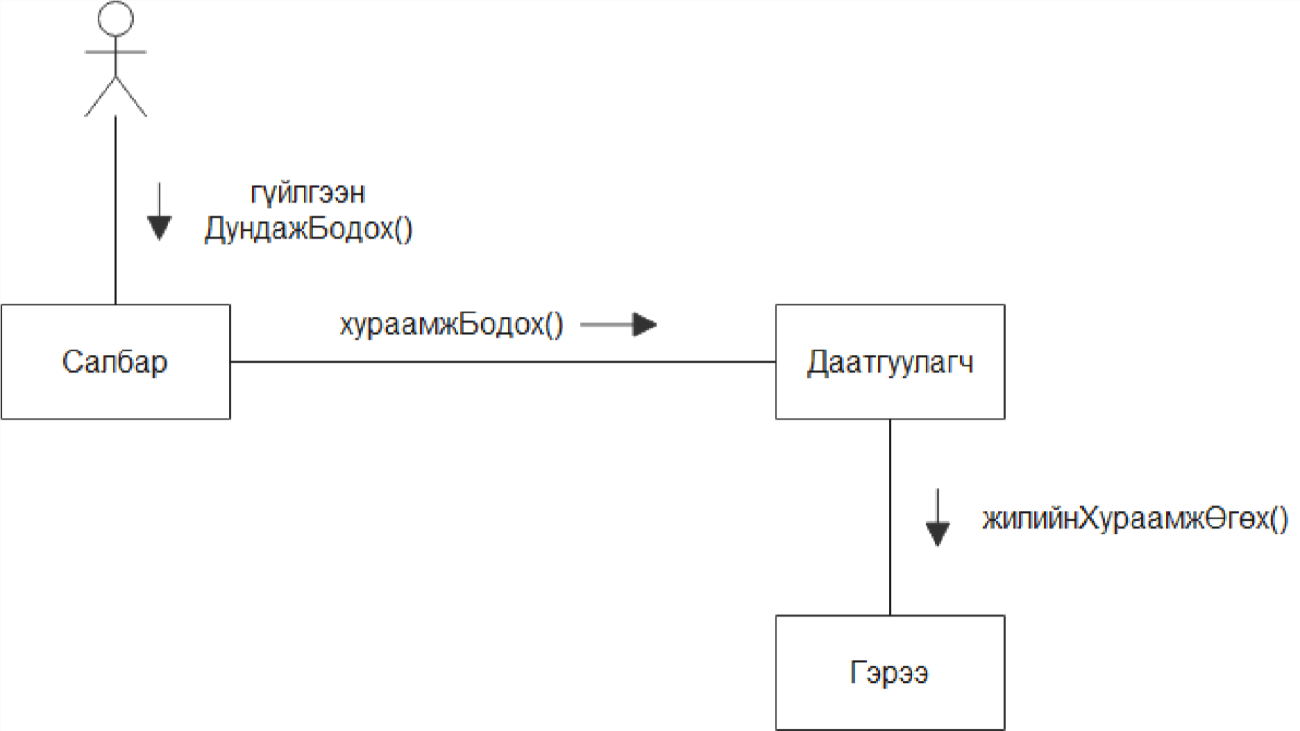 гүйлгээн
ДундажБодох()
хураамжБодох()
Салбар
Даатгуулагч
жилийнХураамжӨгөх()
Гэрээ